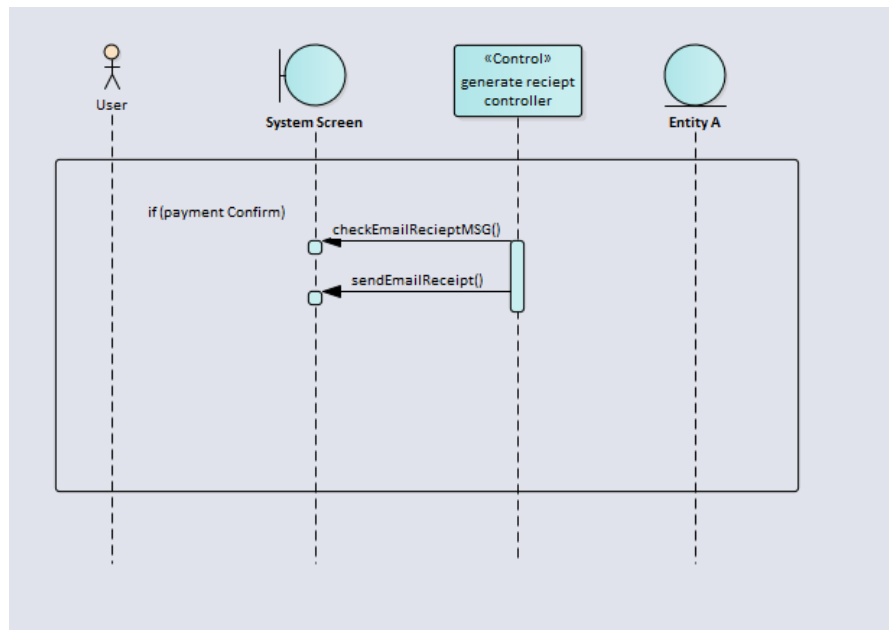 «Control»
generate reciept
controller
User
System Screen
Entity A
if (payment Confirm)
checkEmailRecieptMSG()
sendEmailReceipt()